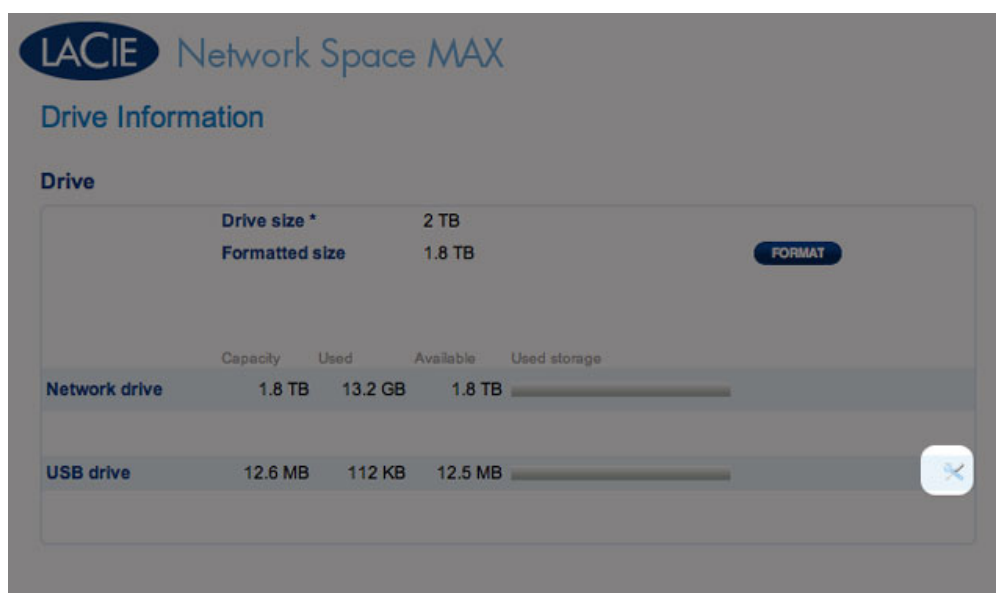 LACIE Network Space MAX
Drive Information
Drive
Drive size * 2 TB
Formatted size 1.8 TB FORMAT
Capacity Used Available Used storage
Network drive 1.8 TB 13.2 GB 1.8 TB
USB drive 12.6 MB 112 KB 12.5 MB